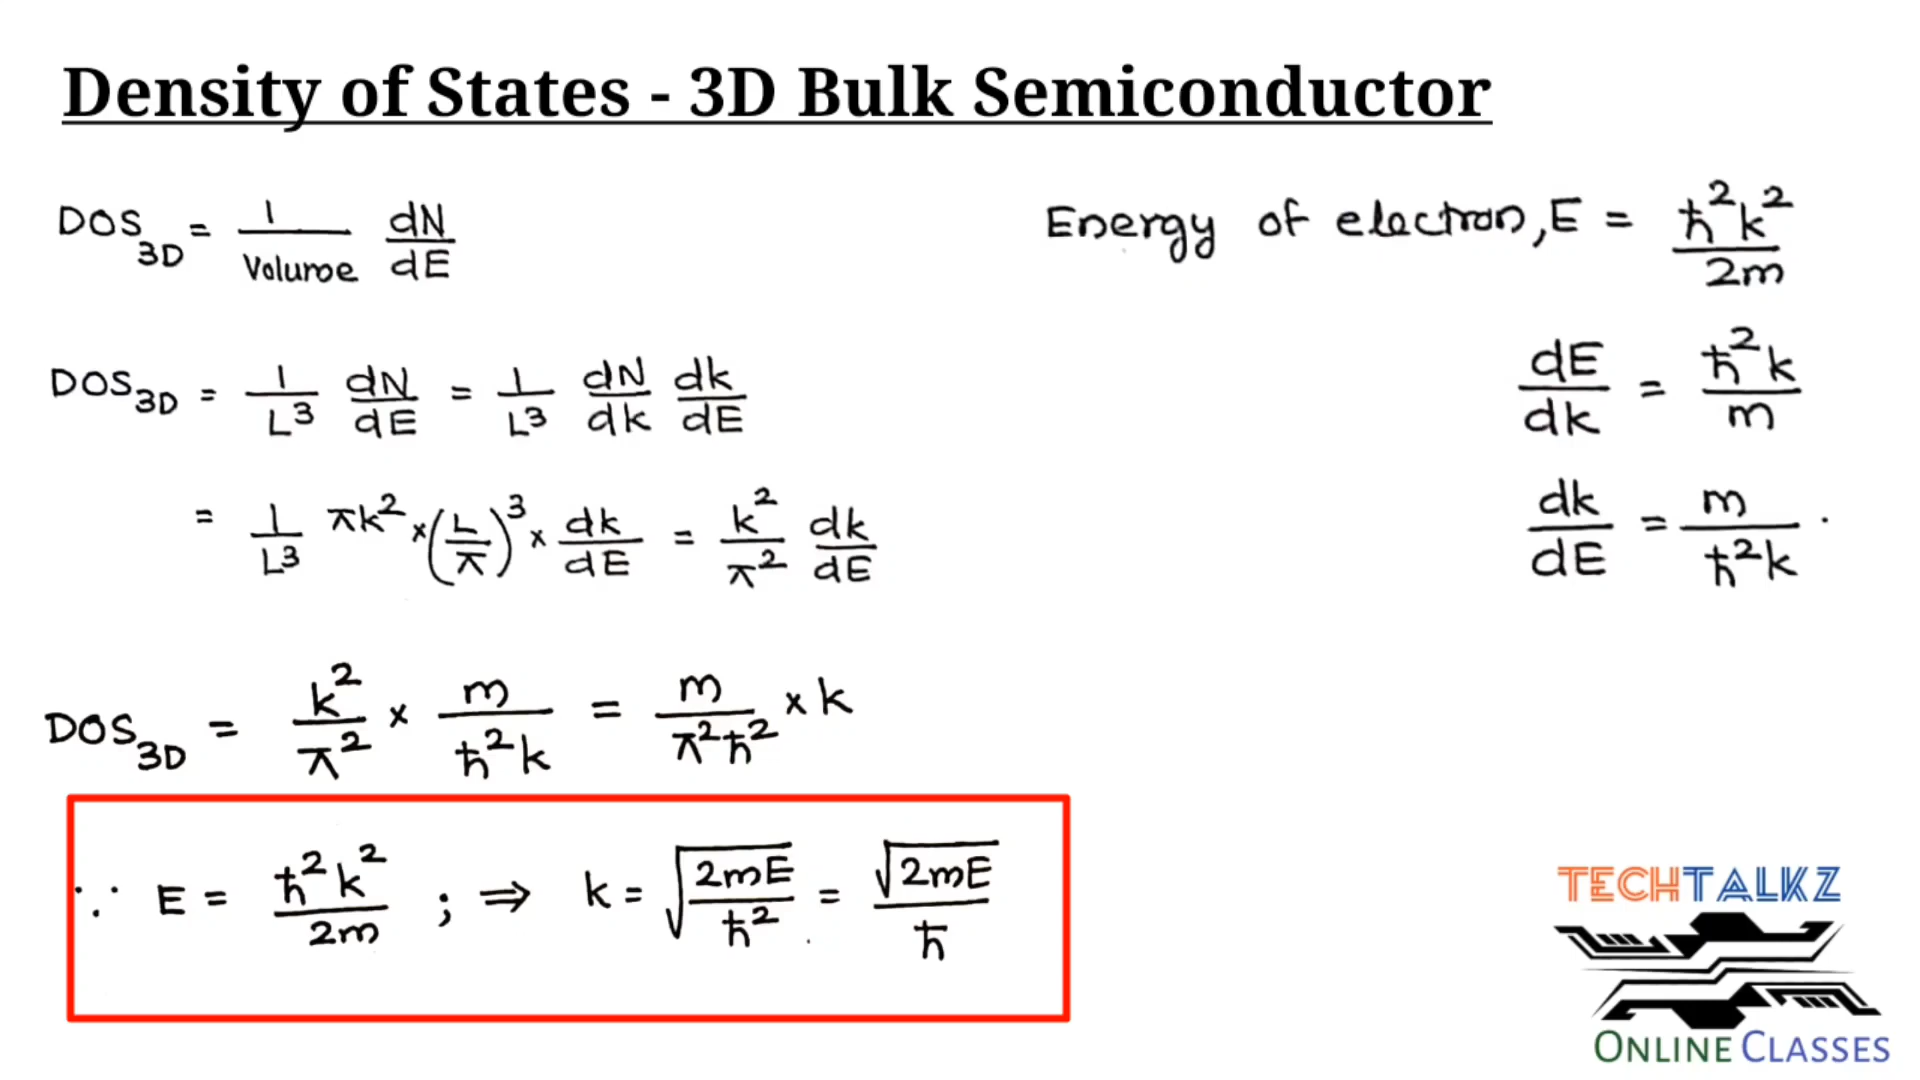 Density of States - 3D Bulk Semiconductor
DOS₃D = 1/Volume dN/dE
Energy of electron, E = ħ²k²/2m
DOS₃D = 1/L³ dN/dE = 1/L³ dN/dk dk/dE
dE/dk = ħ²k/m
= 1/L³ πk² × (L/π)³ × dk/dE = k²/π² dk/dE
dk/dE = m/ħ²k .
DOS₃D = k²/π² × m/ħ²k = m/π²ħ² × k
∵ E = ħ²k²/2m ; ⇒ k = √(2mE/ħ²) = √(2mE)/ħ
TECHTALKZ
ONLINE CLASSES